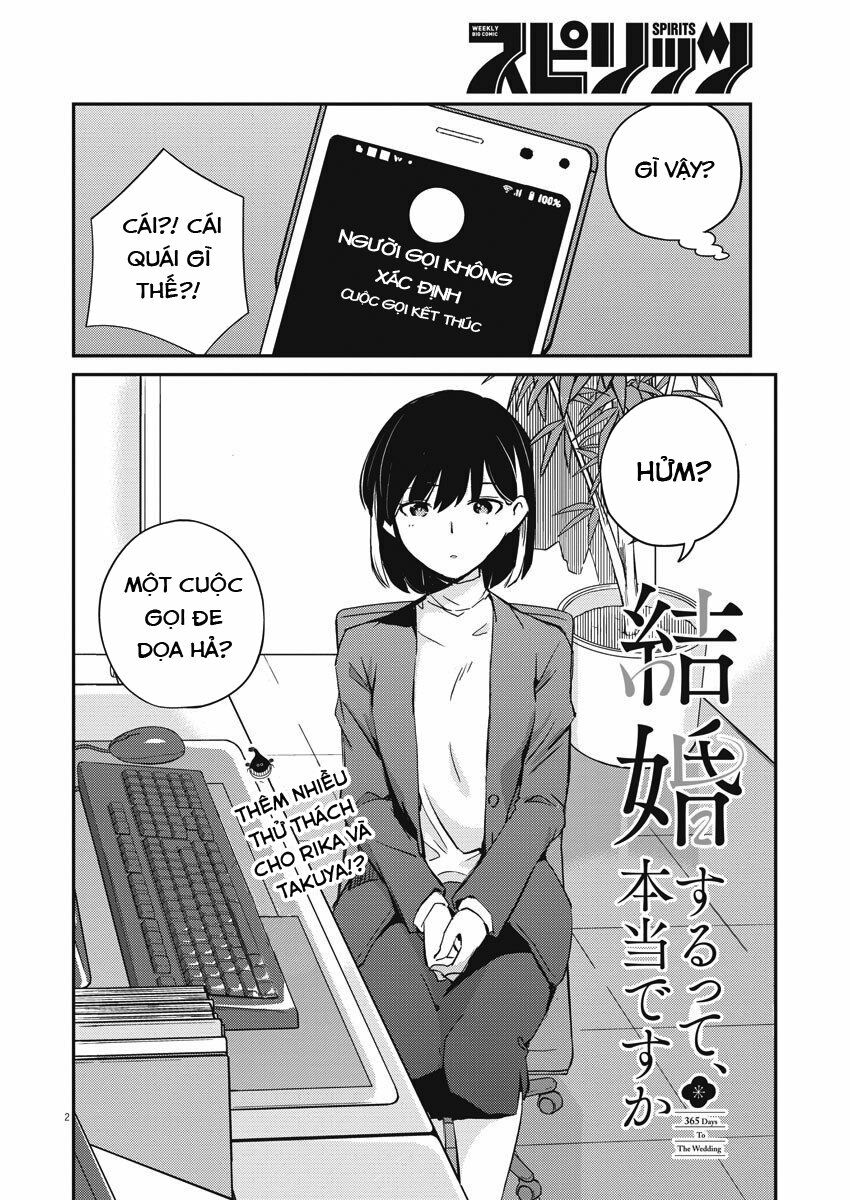 WEEKLY
BIG COMIC
SPIRITS
スピリッツ
GÌ VẬY?
100%
NGƯỜI GỌI KHÔNG
XÁC ĐỊNH
CUỘC GỌI KẾT THÚC
CÁI?! CÁI
QUÁI GÌ
THẾ?!
HỬM?
MỘT CUỘC
GỌI ĐE
DỌA HẢ?
THÊM NHIỀU
THỬ THÁCH
CHO RIKA VÀ
TAKUYA!?
結婚するって、
本当ですか
365 Days
To
The Wedding
2